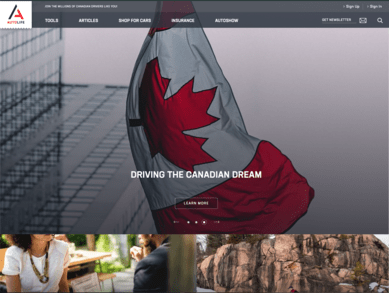 JOIN THE MILLIONS OF CANADIAN DRIVERS LIKE YOU!
Sign Up
Sign In
AUTOLIFE
TOOLS
ARTICLES
SHOP FOR CARS
INSURANCE
AUTOSHOW
GET NEWSLETTER
DRIVING THE CANADIAN DREAM
LEARN MORE